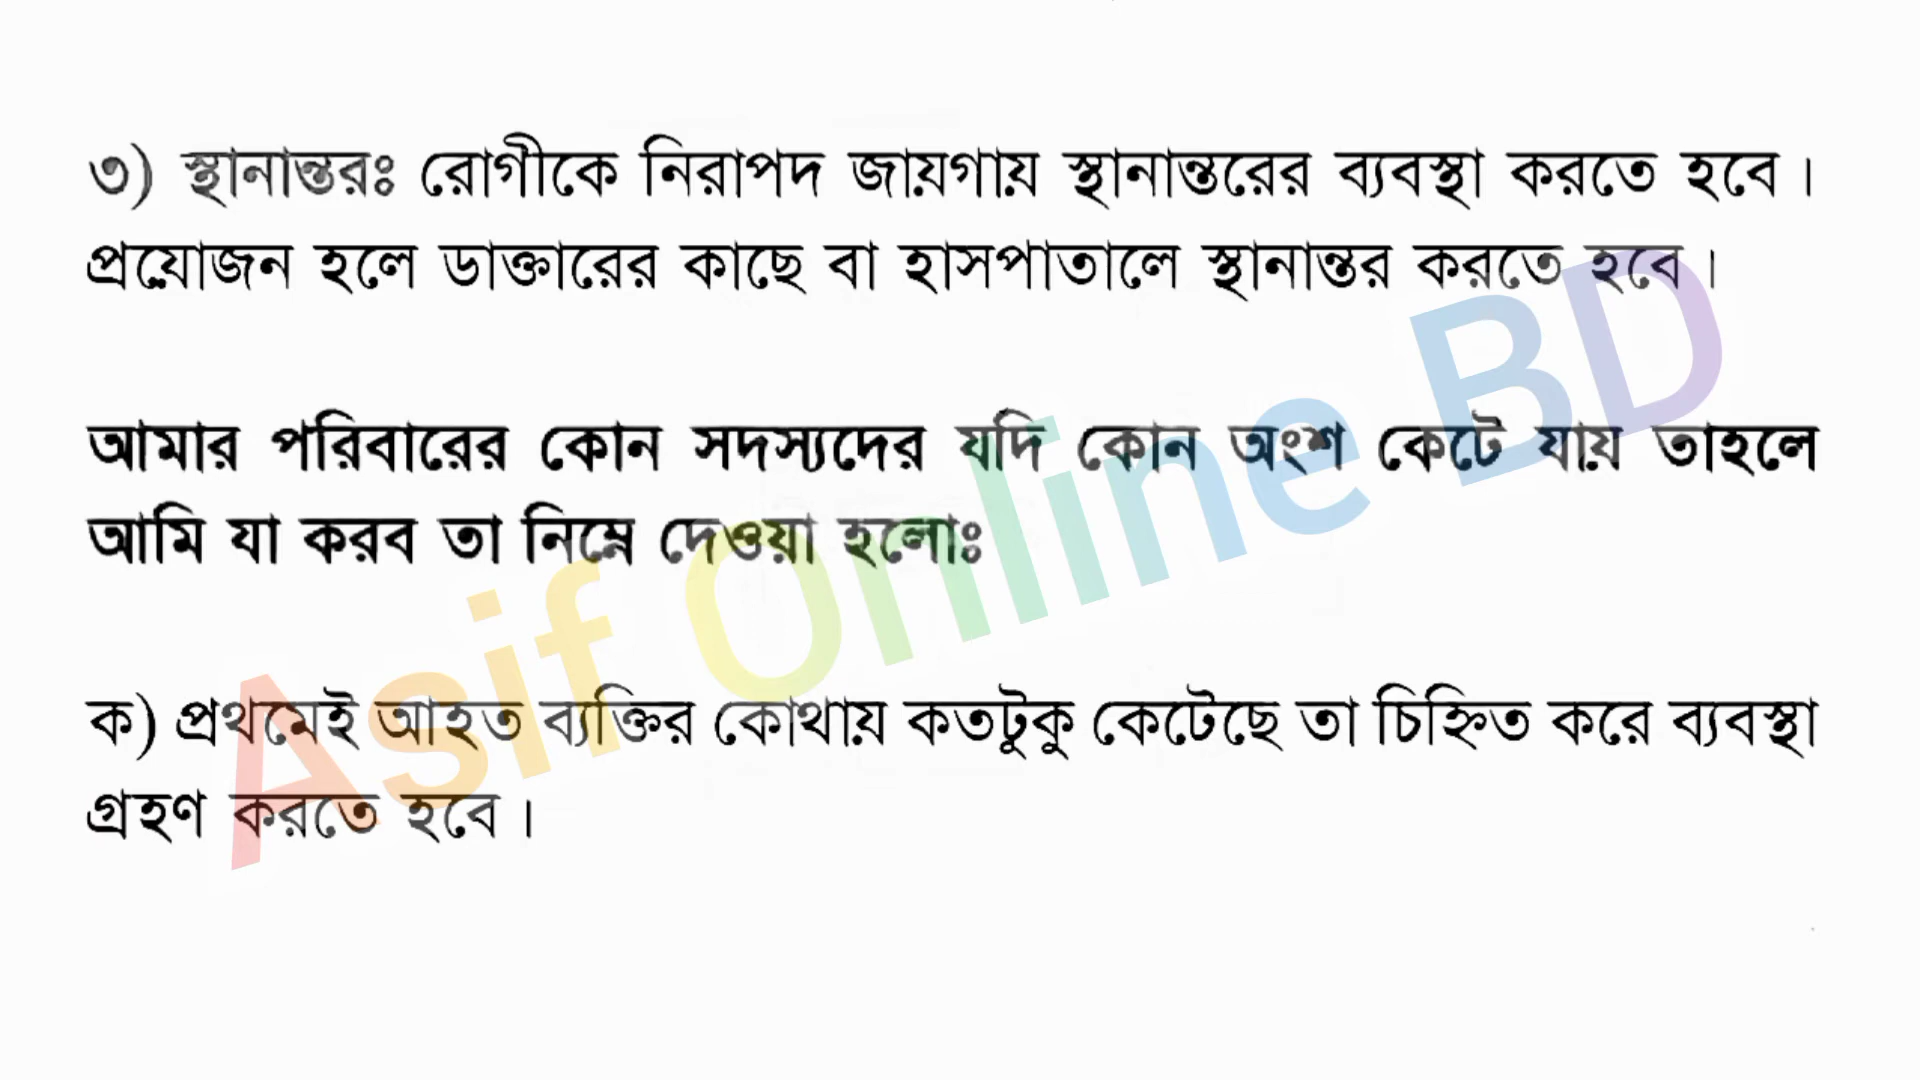 ৩) স্থানান্তরঃ রোগীকে নিরাপদ জায়গায় স্থানান্তরের ব্যবস্থা করতে হবে।
প্রয়োজন হলে ডাক্তারের কাছে বা হাসপাতালে স্থানান্তর করতে হবে।
আমার পরিবারের কোন সদস্যদের যদি কোন অংশ কেটে যায় তাহলে
আমি যা করব তা নিম্নে দেওয়া হলোঃ
ক) প্রথমেই আহত ব্যক্তির কোথায় কতটুকু কেটেছে তা চিহ্নিত করে ব্যবস্থা
গ্রহণ করতে হবে।
Asif Online BD